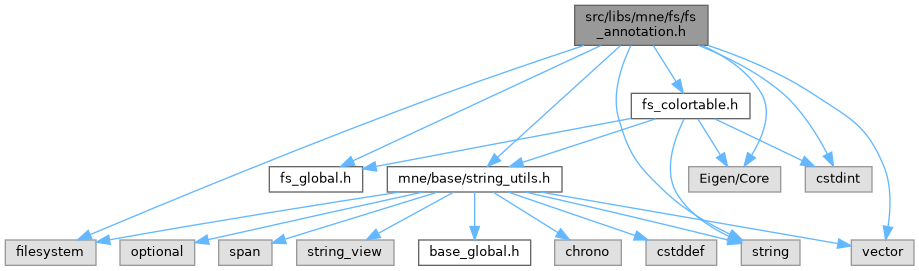 src/libs/mne/fs/fs
_annotation.h
fs_colortable.h
fs_global.h
mne/base/string_utils.h
Eigen/Core
cstdint
filesystem
optional
span
string_view
base_global.h
chrono
cstddef
string
vector